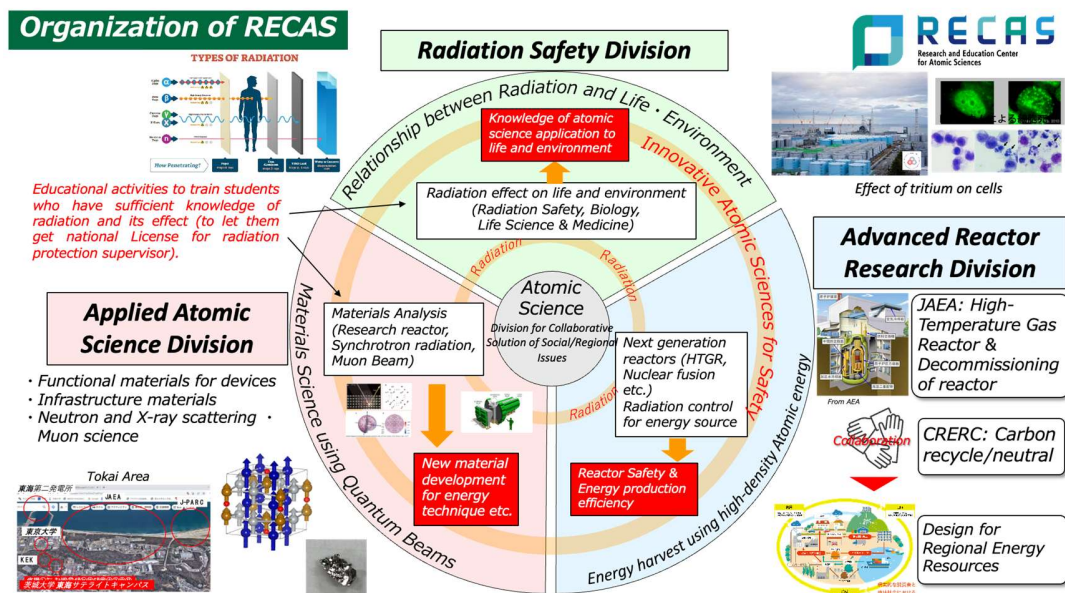 Organization of RECAS
TYPES OF RADIATION
α
β
γ
X
n
How Penetrating?
Educational activities to train students
who have sufficient knowledge of
radiation and its effect (to let them
get national License for radiation
protection supervisor).
Radiation Safety Division
Relationship between Radiation and Life・Environment
Knowledge of atomic
science application to
life and environment
Radiation effect on life and environment
(Radiation Safety, Biology,
Life Science & Medicine)
Innovative Atomic Sciences for Safety
RECAS
Research and Education Center
for Atomic Sciences
Effect of tritium on cells
Applied Atomic
Science Division
・Functional materials for devices
・Infrastructure materials
・Neutron and X-ray scattering ・
Muon science
Materials Science using Quantum Beams
Materials Analysis
(Research reactor,
Synchrotron radiation,
Muon Beam)
New material
development for
energy
technique etc.
Radiation
Radiation
Radiation
Atomic
Science
Division for Collaborative
Solution of Social/Regional
Issues
Next generation
reactors (HTGR,
Nuclear fusion
etc.)
Radiation control
for energy source
Reactor Safety &
Energy production
efficiency
Energy harvest using high-density Atomic energy
Advanced Reactor
Research Division
JAEA: High-
Temperature Gas
Reactor &
Decommissioning
of reactor
From AEA
Collaboration
CRERC: Carbon
recycle/neutral
Design for
Regional Energy
Resources
Tokai Area
東海第二発電所
JAEA
J-PARC
東京大学
KEK
茨城大学 東海サテライトキャンパス